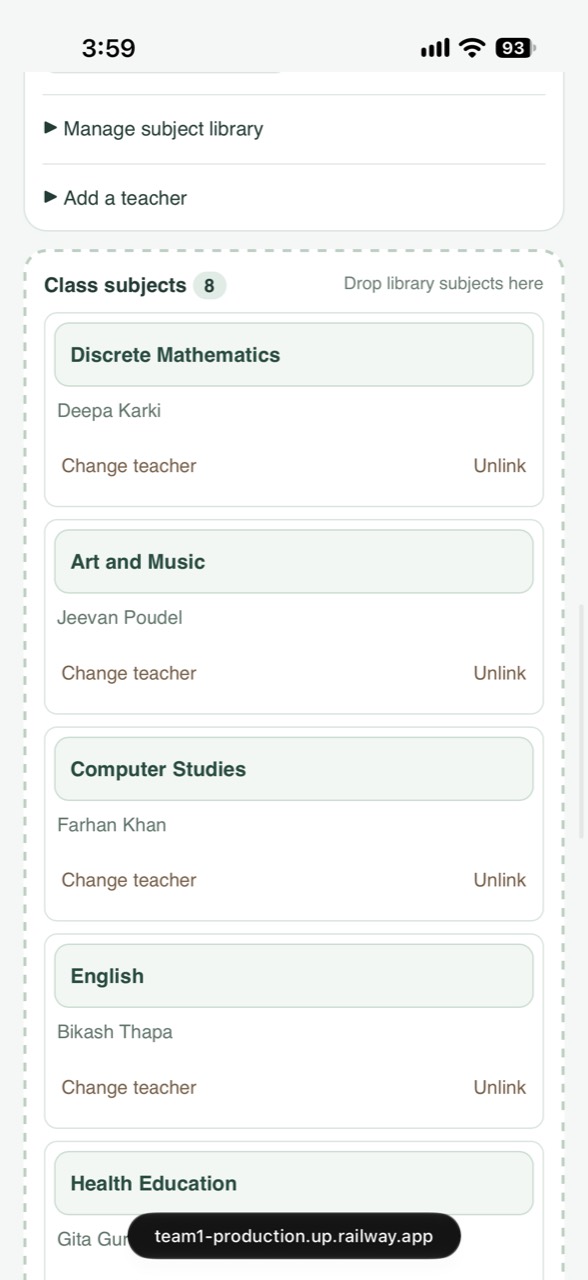 3:59
93
Manage subject library
Add a teacher
Class subjects 8 Drop library subjects here
Discrete Mathematics
Deepa Karki
Change teacher Unlink
Art and Music
Jeevan Poudel
Change teacher Unlink
Computer Studies
Farhan Khan
Change teacher Unlink
English
Bikash Thapa
Change teacher Unlink
Health Education
Gita
team1-production.up.railway.app